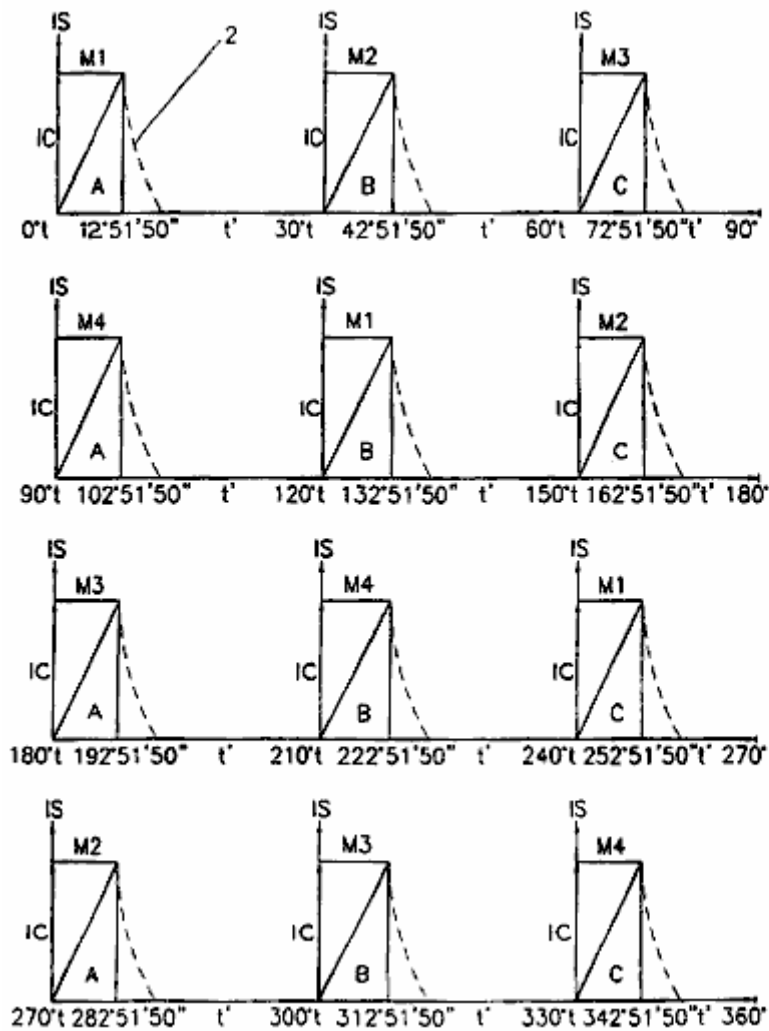 IS IS IS
2
M1 M2 M3
IC IC IC
A B C
0°t 12°51'50" t' 30°t 42°51'50" t' 60°t 72°51'50"t' 90°
IS IS IS
M4 M1 M2
IC IC IC
A B C
90°t 102°51'50" t' 120°t 132°51'50" t' 150°t 162°51'50"t' 180°
IS IS IS
M3 M4 M1
IC IC IC
A B C
180°t 192°51'50" t' 210°t 222°51'50" t' 240°t 252°51'50"t' 270°
IS IS IS
M2 M3 M4
IC IC IC
A B C
270°t 282°51'50" t' 300°t 312°51'50" t' 330°t 342°51'50"t' 360°